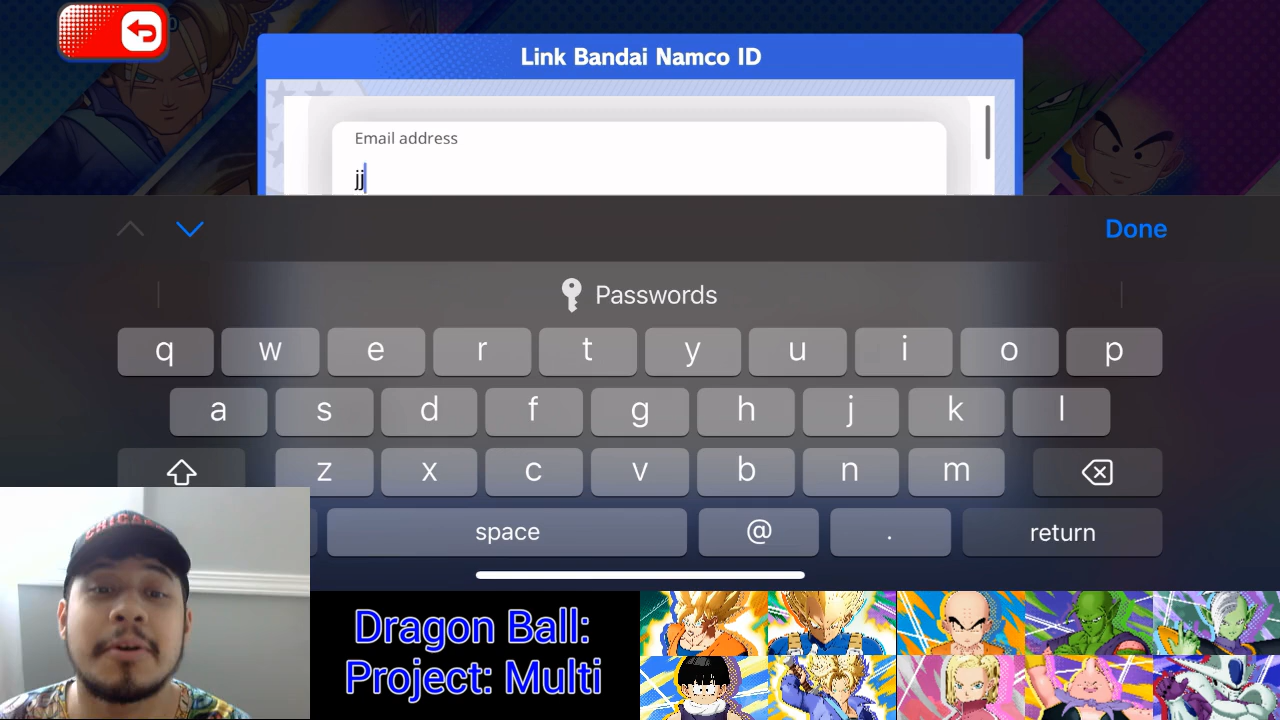 Link Bandai Namco ID
Email address
jj
Done
Passwords
q w e r t y u i o p
a s d f g h j k l
z x c v b n m
space @ . return
Dragon Ball:
Project: Multi